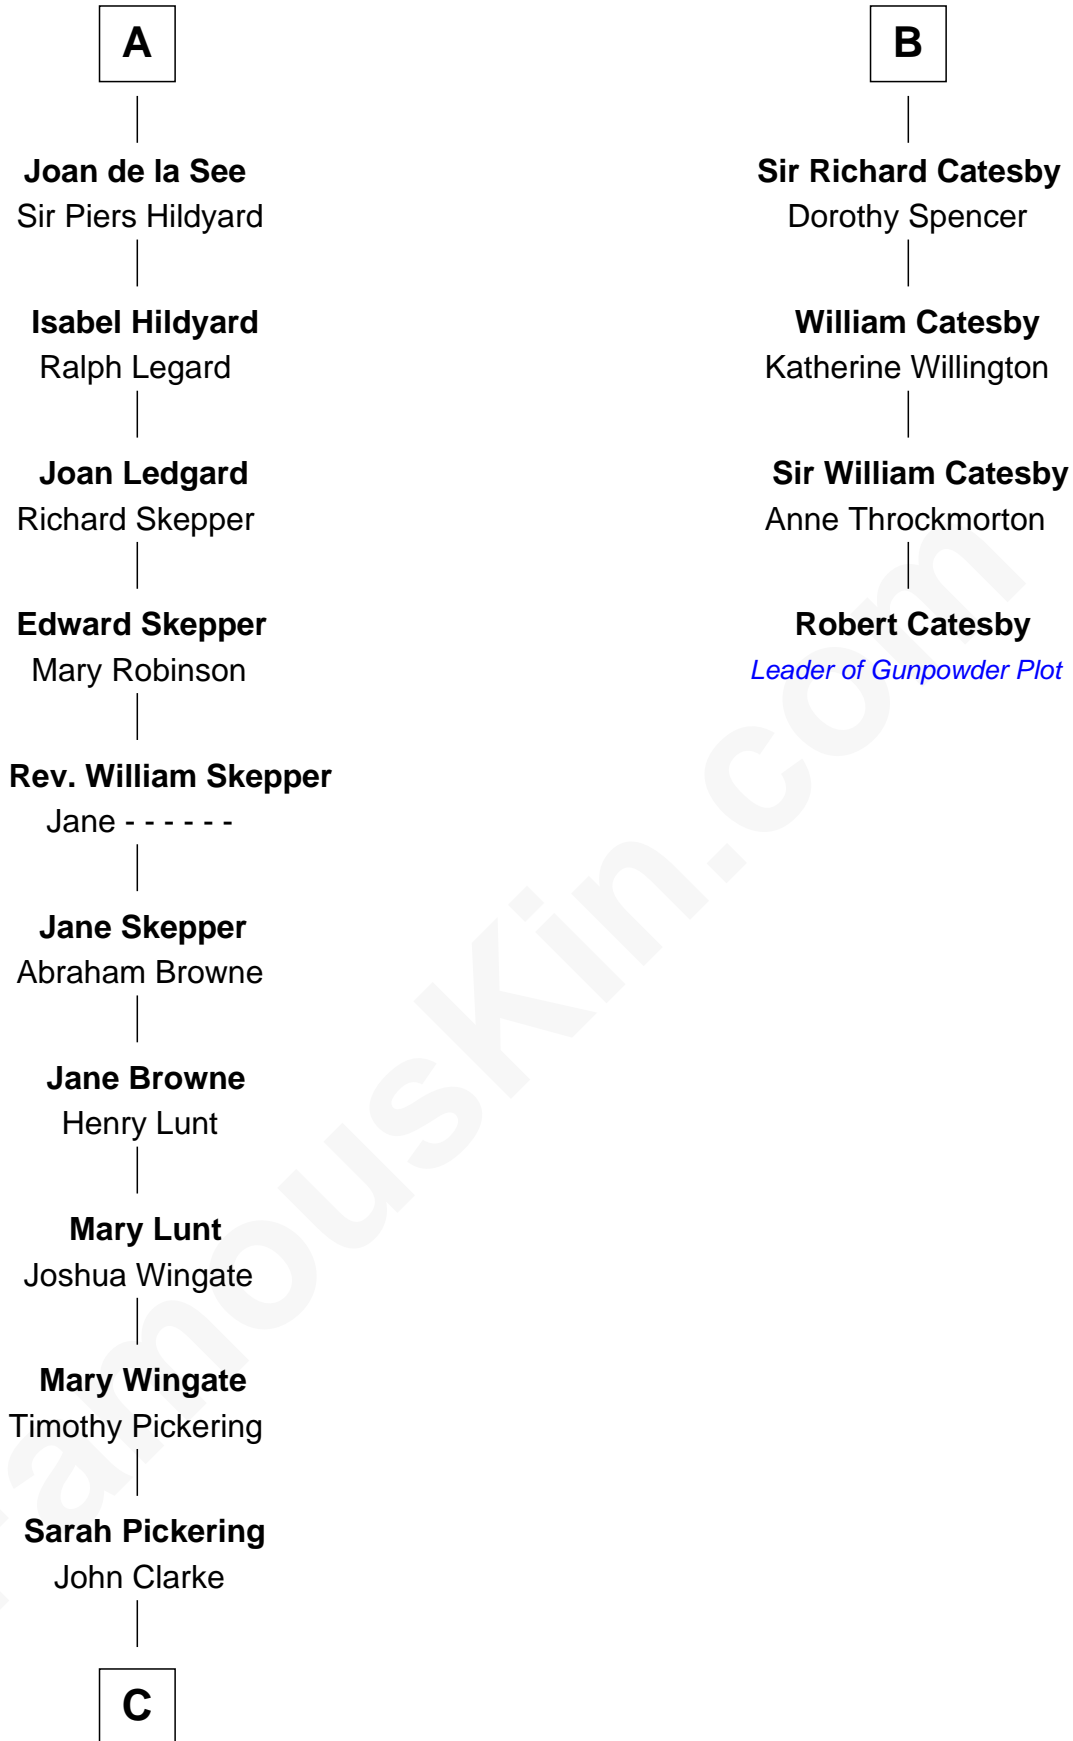 A
Joan de la See
Sir Piers Hildyard
Isabel Hildyard
Ralph Legard
Joan Ledgard
Richard Skepper
Edward Skepper
Mary Robinson
Rev. William Skepper
Jane - - - - - -
Jane Skepper
Abraham Browne
Jane Browne
Henry Lunt
Mary Lunt
Joshua Wingate
Mary Wingate
Timothy Pickering
Sarah Pickering
John Clarke
C
B
Sir Richard Catesby
Dorothy Spencer
William Catesby
Katherine Willington
Sir William Catesby
Anne Throckmorton
Robert Catesby
Leader of Gunpowder Plot
FamousKin.com